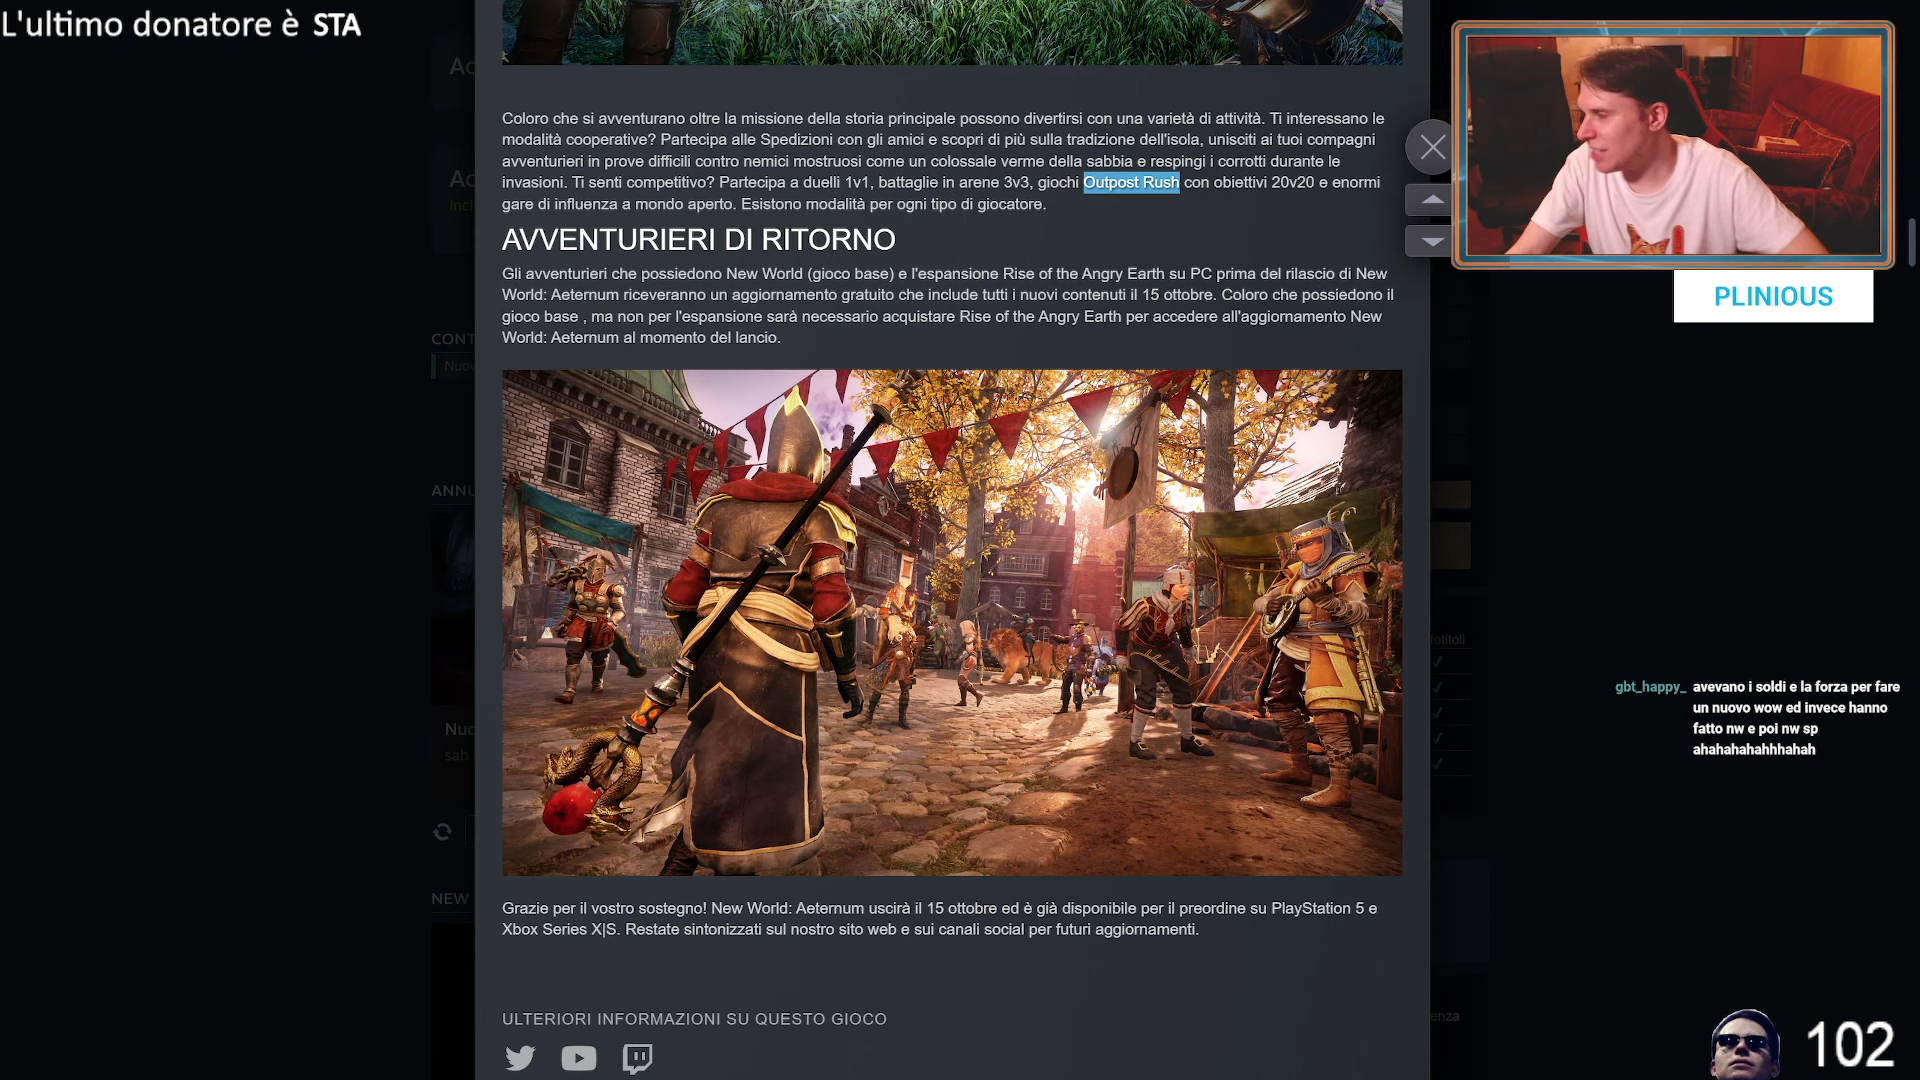 L'ultimo donatore è STA
Coloro che si avventurano oltre la missione della storia principale possono divertirsi con una varietà di attività. Ti interessano le
modalità cooperative? Partecipa alle Spedizioni con gli amici e scopri di più sulla tradizione dell'isola, unisciti ai tuoi compagni
avventurieri in prove difficili contro nemici mostruosi come un colossale verme della sabbia e respingi i corrotti durante le
invasioni. Ti senti competitivo? Partecipa a duelli 1v1, battaglie in arene 3v3, giochi Outpost Rush con obiettivi 20v20 e enormi
gare di influenza a mondo aperto. Esistono modalità per ogni tipo di giocatore.
AVVENTURIERI DI RITORNO
Gli avventurieri che possiedono New World (gioco base) e l'espansione Rise of the Angry Earth su PC prima del rilascio di New
World: Aeternum riceveranno un aggiornamento gratuito che include tutti i nuovi contenuti il 15 ottobre. Coloro che possiedono il
gioco base , ma non per l'espansione sarà necessario acquistare Rise of the Angry Earth per accedere all'aggiornamento New
World: Aeternum al momento del lancio.
Grazie per il vostro sostegno! New World: Aeternum uscirà il 15 ottobre ed è già disponibile per il preordine su PlayStation 5 e
Xbox Series X|S. Restate sintonizzati sul nostro sito web e sui canali social per futuri aggiornamenti.
ULTERIORI INFORMAZIONI SU QUESTO GIOCO
PLINIOUS
gbt_happy_ avevano i soldi e la forza per fare
un nuovo wow ed invece hanno
fatto nw e poi nw sp
ahahahahahhhahah
102
Ac
Ac
Incl
CONT
Nuov
ANNU
Nuo
sab
NEW
totitoli
enza